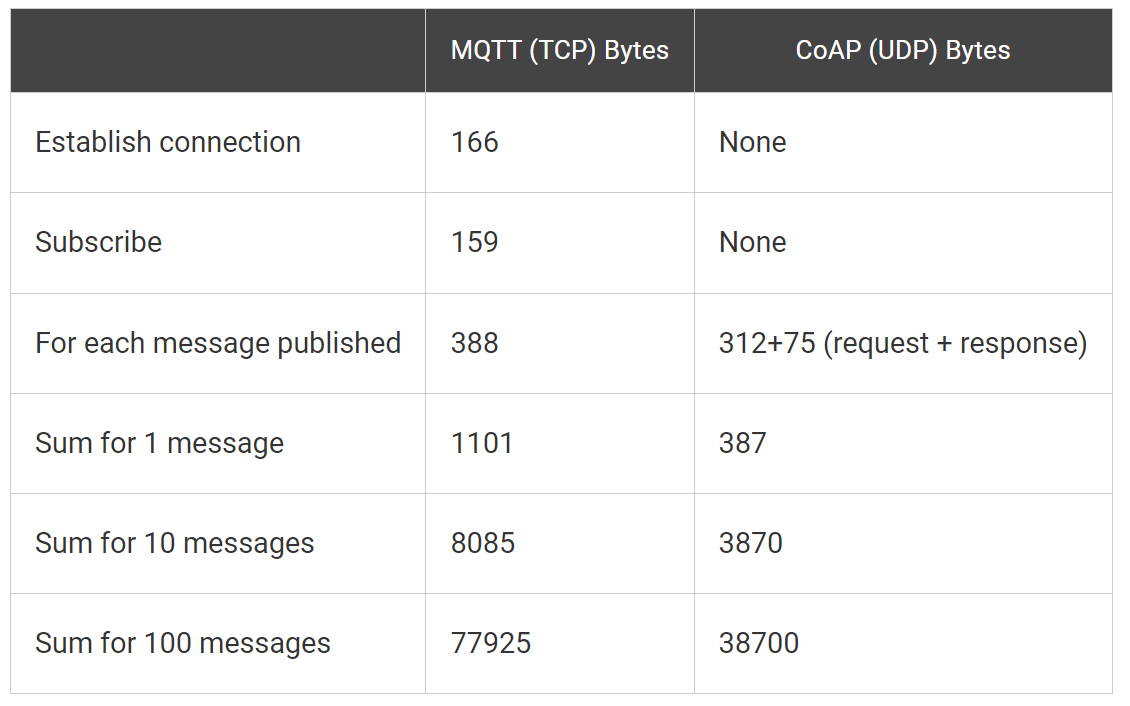 MQTT (TCP) Bytes CoAP (UDP) Bytes
Establish connection 166 None
Subscribe 159 None
For each message published 388 312+75 (request + response)
Sum for 1 message 1101 387
Sum for 10 messages 8085 3870
Sum for 100 messages 77925 38700